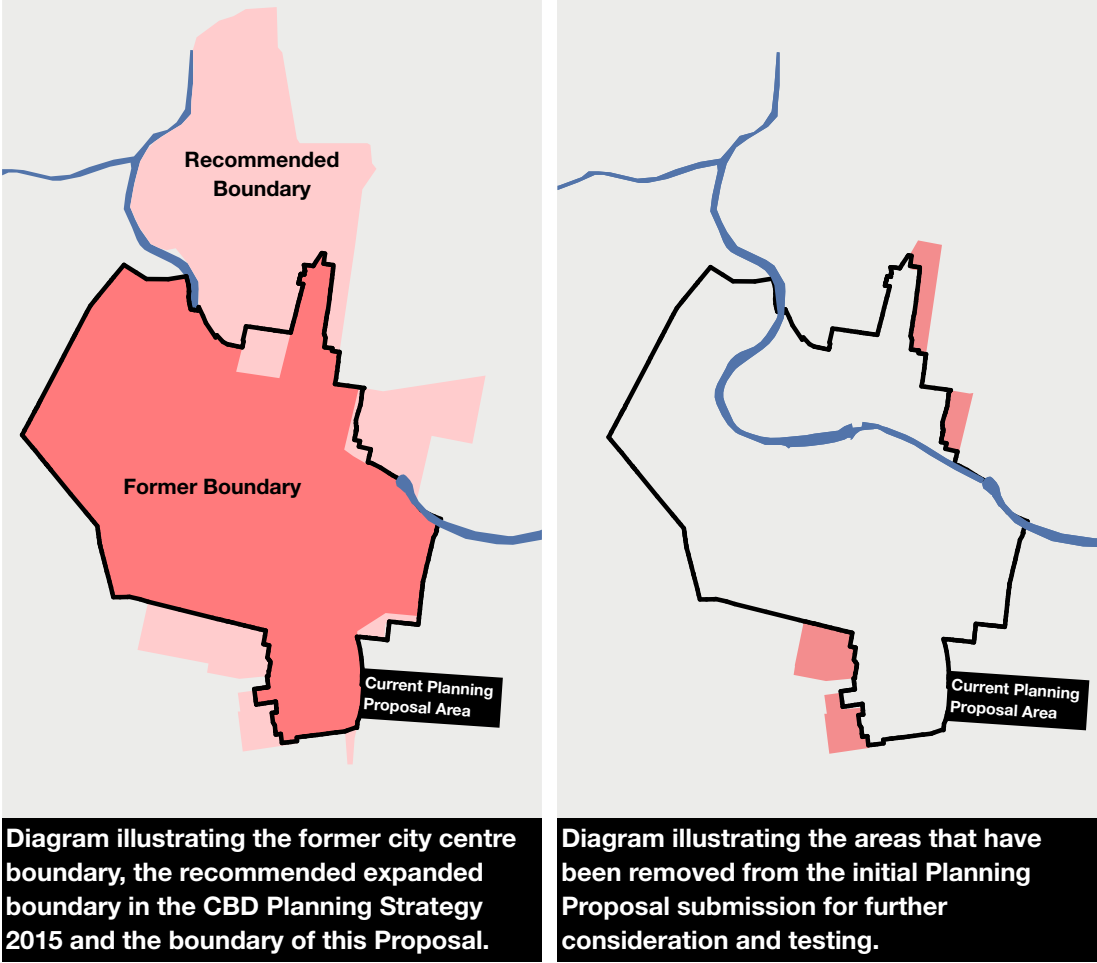 Recommended
Boundary
Former Boundary
Current Planning
Proposal Area
Diagram illustrating the former city centre
boundary, the recommended expanded
boundary in the CBD Planning Strategy
2015 and the boundary of this Proposal.
Current Planning
Proposal Area
Diagram illustrating the areas that have
been removed from the initial Planning
Proposal submission for further
consideration and testing.